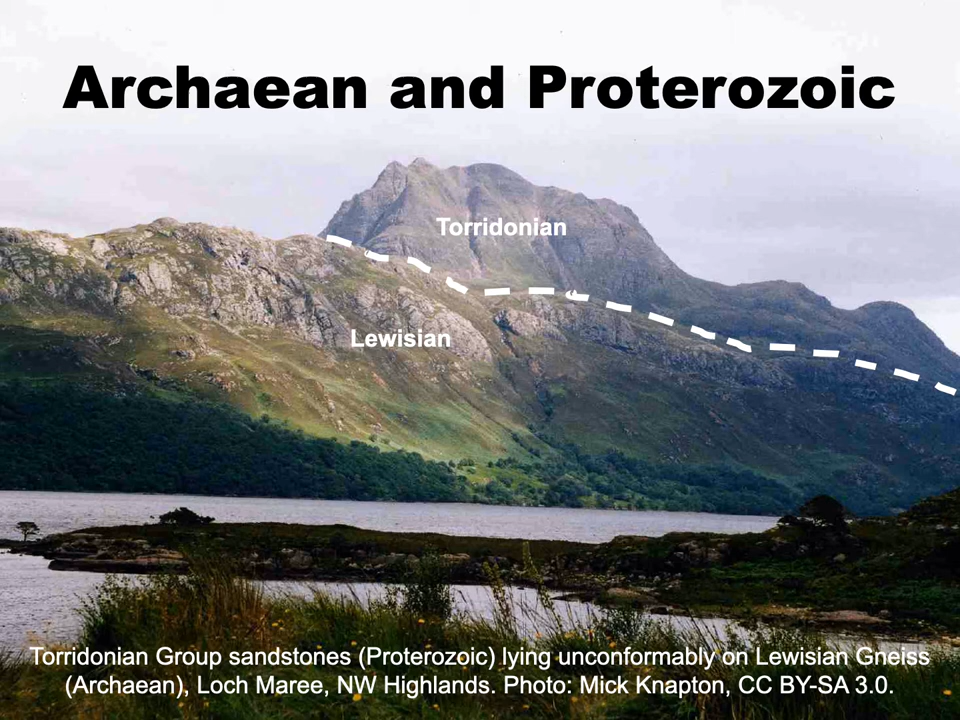 Archaean and Proterozoic
Torridonian
Lewisian
Torridonian Group sandstones (Proterozoic) lying unconformably on Lewisian Gneiss
(Archaean), Loch Maree, NW Highlands. Photo: Mick Knapton, CC BY-SA 3.0.